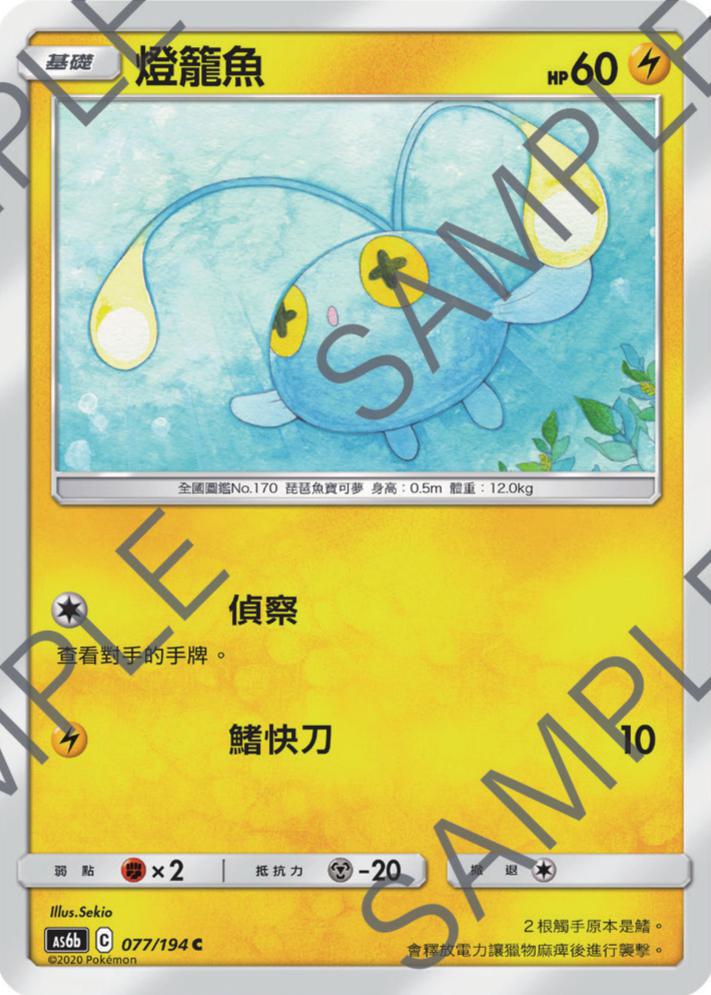 基礎 燈籠魚 HP60
全國圖鑑No.170 琵琶魚寶可夢 身高：0.5m 體重：12.0kg
偵察
查看對手的手牌。
鰭快刀 10
弱點 ×2 抵抗力 -20 撤退
Illus.Sekio
AS6b C 077/194 C
©2020 Pokémon
2根觸手原本是鰭。
會釋放電力讓獵物麻痺後進行襲擊。
SAMPLE
SAMPLE
SAMPLE
SAMPLE